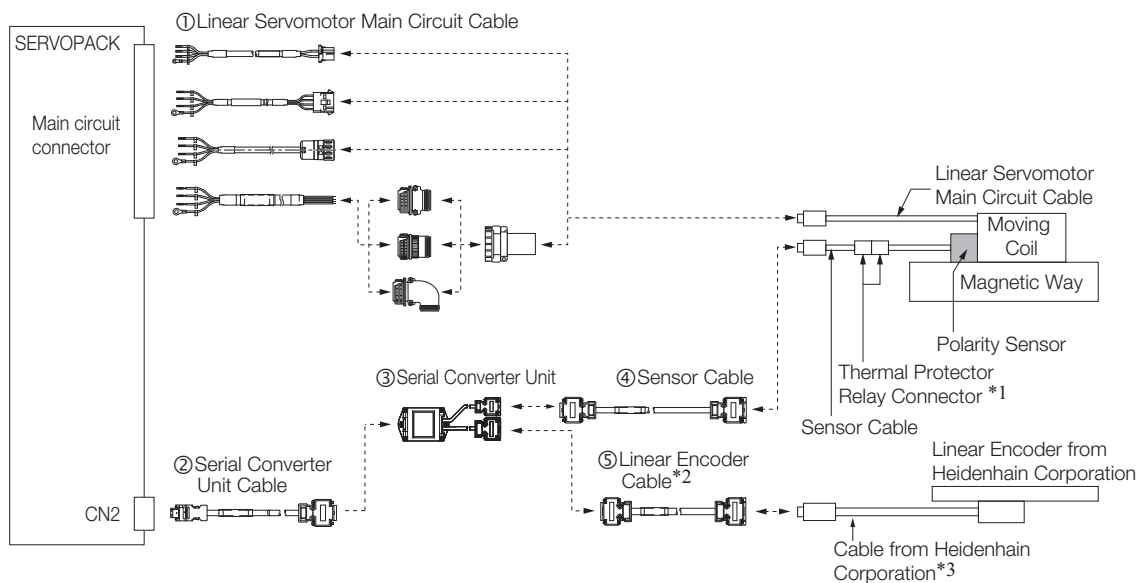 ①Linear Servomotor Main Circuit Cable
SERVOPACK
Main circuit
connector
Linear Servomotor
Main Circuit Cable
Moving
Coil
Magnetic Way
Polarity Sensor
Thermal Protector
Relay Connector *1
Sensor Cable
③Serial Converter Unit
④Sensor Cable
②Serial Converter
Unit Cable
CN2
⑤Linear Encoder
Cable*2
Linear Encoder from
Heidenhain Corporation
Cable from Heidenhain
Corporation*3